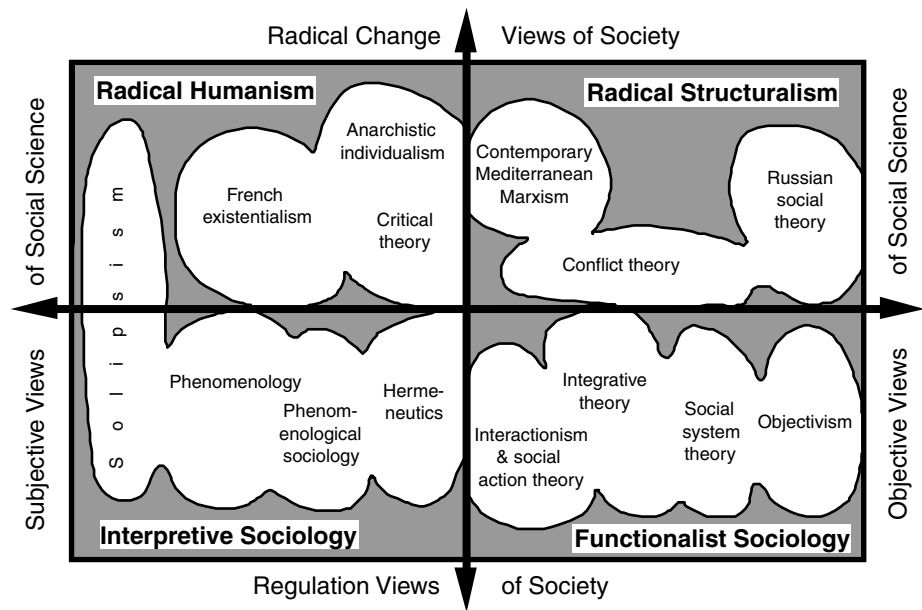 Radical Change Views of Society
Radical Humanism
Radical Structuralism
of Social Science
Subjective Views
of Social Science
Objective Views
Anarchistic
individualism
French
existentialism
Critical
theory
Solipsism
Contemporary
Mediterranean
Marxism
Russian
social
theory
Conflict theory
Phenomenology
Phenom-
enological
sociology
Herme-
neutics
Integrative
theory
Interactionism
& social
action theory
Social
system
theory
Objectivism
Interpretive Sociology
Functionalist Sociology
Regulation Views of Society